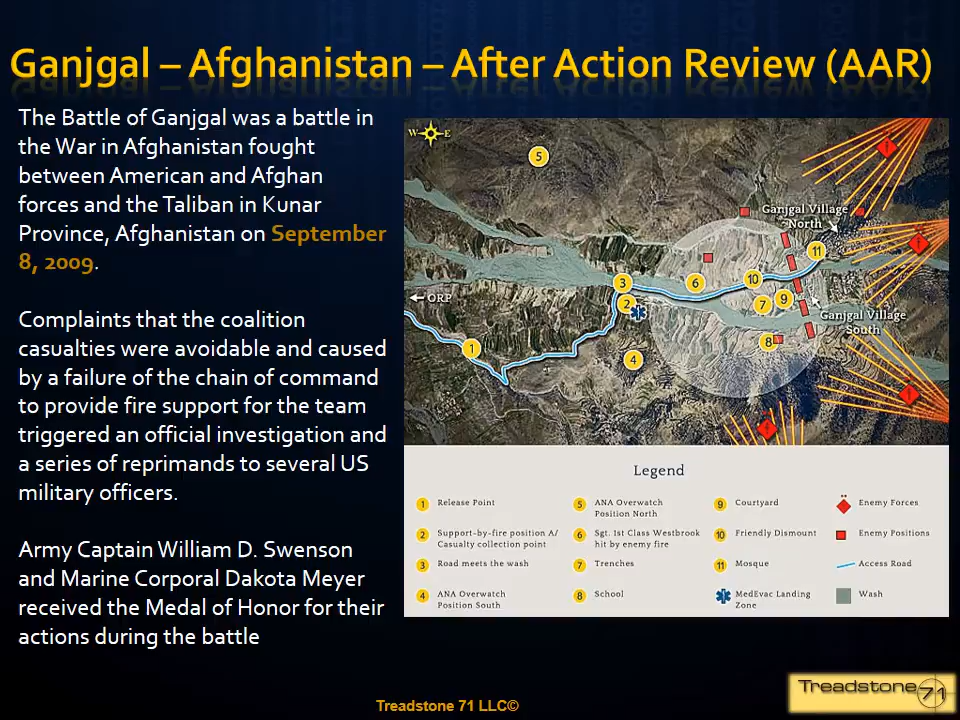 Ganjgal – Afghanistan – After Action Review (AAR)
The Battle of Ganjgal was a battle in
the War in Afghanistan fought
between American and Afghan
forces and the Taliban in Kunar
Province, Afghanistan on September
8, 2009.
Complaints that the coalition
casualties were avoidable and caused
by a failure of the chain of command
to provide fire support for the team
triggered an official investigation and
a series of reprimands to several US
military officers.
Army Captain William D. Swenson
and Marine Corporal Dakota Meyer
received the Medal of Honor for their
actions during the battle
W E
5
Ganjgal Village
North
11
3
6
10
2
7
9
ORP
Ganjgal Village
South
1
8
4
Legend
1 Release Point
2 Support-by-fire position A/
Casualty collection point
3 Road meets the wash
4 ANA Overwatch
Position South
5 ANA Overwatch
Position North
6 Sgt. 1st Class Westbrook
hit by enemy fire
7 Trenches
8 School
9 Courtyard
10 Friendly Dismount
11 Mosque
MedEvac Landing
Zone
Enemy Forces
Enemy Positions
Access Road
Wash
Treadstone 71
Treadstone 71 LLC©